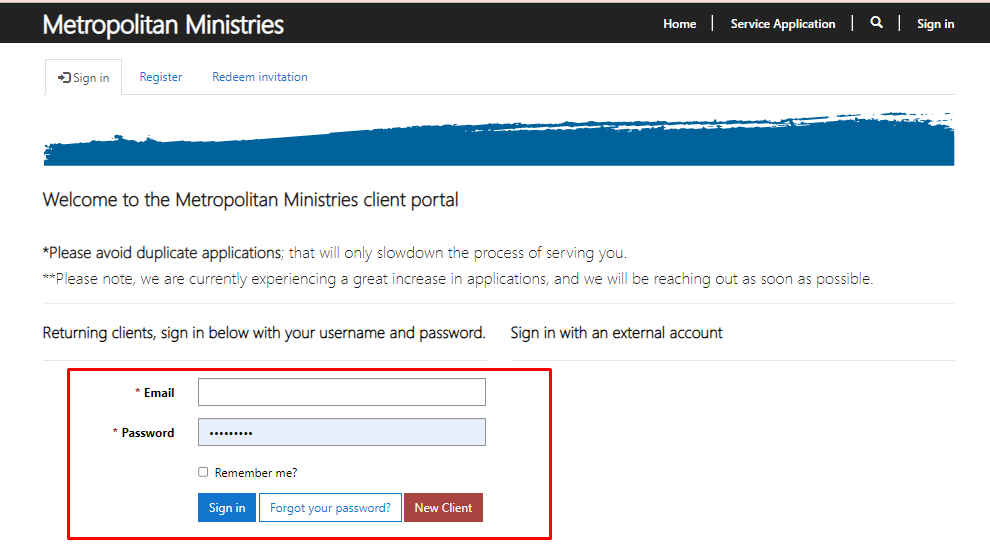 Metropolitan Ministries
Home
Service Application
Sign in
Sign in
Register
Redeem invitation
Welcome to the Metropolitan Ministries client portal
*Please avoid duplicate applications; that will only slowdown the process of serving you.
**Please note, we are currently experiencing a great increase in applications, and we will be reaching out as soon as possible.
Returning clients, sign in below with your username and password.
Sign in with an external account
* Email
* Password
•••••••••
Remember me?
Sign in
Forgot your password?
New Client